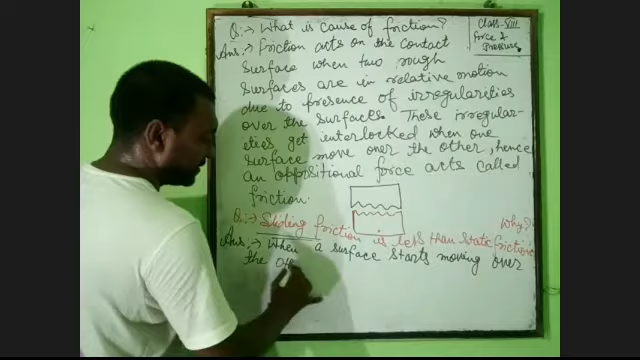 Q:→ What is cause of friction?
Class-VIII
Force &
Pressure
Ans:→ Friction acts on the contact
surface when two rough
surfaces are in relative motion
due to presence of irregularities
over the surfaces. These irregular-
eties get interlocked when one
surface move over the other, hence
an oppositional force acts called
friction.
Q:→ Sliding friction is less than static friction. Why?
Ans:→ When a surface starts moving over
the